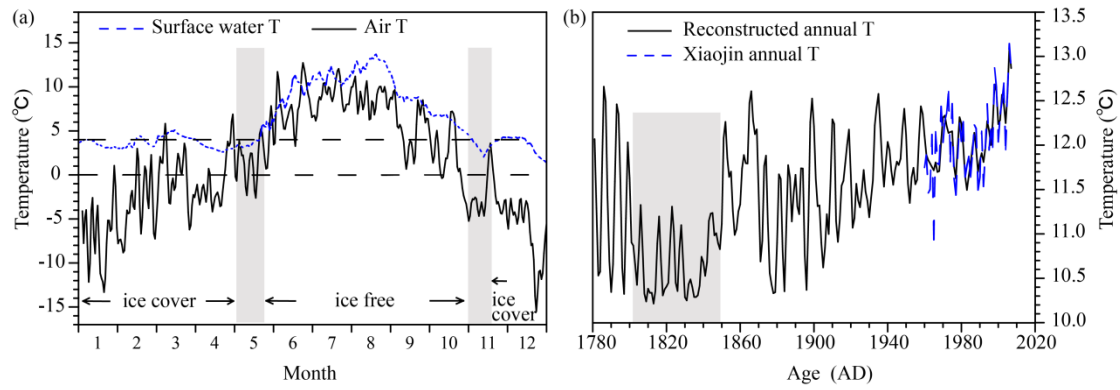 (a)
Surface water T
Air T
15
10
5
0
-5
-10
-15
Temperature (℃)
ice cover
ice free
ice
cover
1 2 3 4 5 6 7 8 9 10 11 12
Month
(b)
Reconstructed annual T
Xiaojin annual T
13.5
13.0
12.5
12.0
11.5
11.0
10.5
10.0
Temperature (℃)
1780 1820 1860 1900 1940 1980 2020
Age (AD)